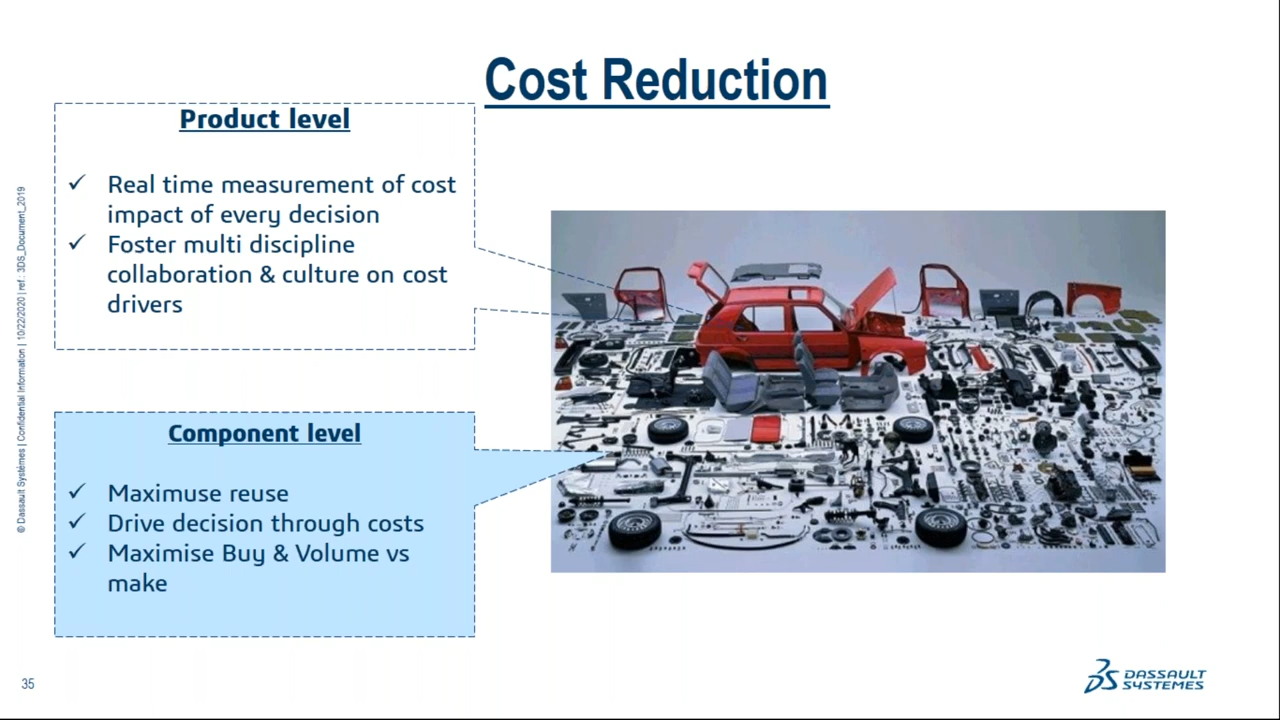 Cost Reduction
Product level
✓ Real time measurement of cost
impact of every decision
✓ Foster multi discipline
collaboration & culture on cost
drivers
Component level
✓ Maximuse reuse
✓ Drive decision through costs
✓ Maximise Buy & Volume vs
make
© Dassault Systèmes | Confidential Information | 10/22/2020 | ref.: 3DS_Document_2019
35
DASSAULT
SYSTEMES